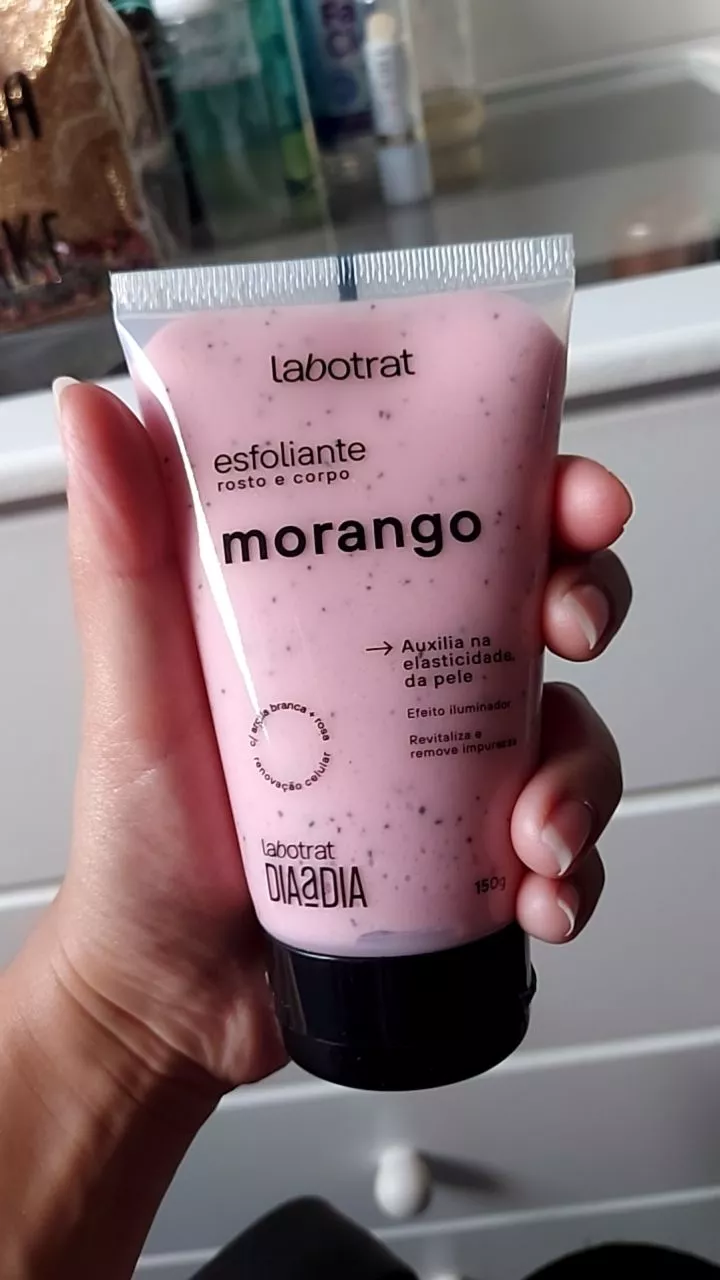 labotrat
esfoliante
rosto e corpo
morango
→ Auxilia na
elasticidade
da pele
Efeito iluminador
Revitaliza e
remove impurezas
c/ argila branca + rosa
renovação celular
labotrat
DIAaDIA
150g